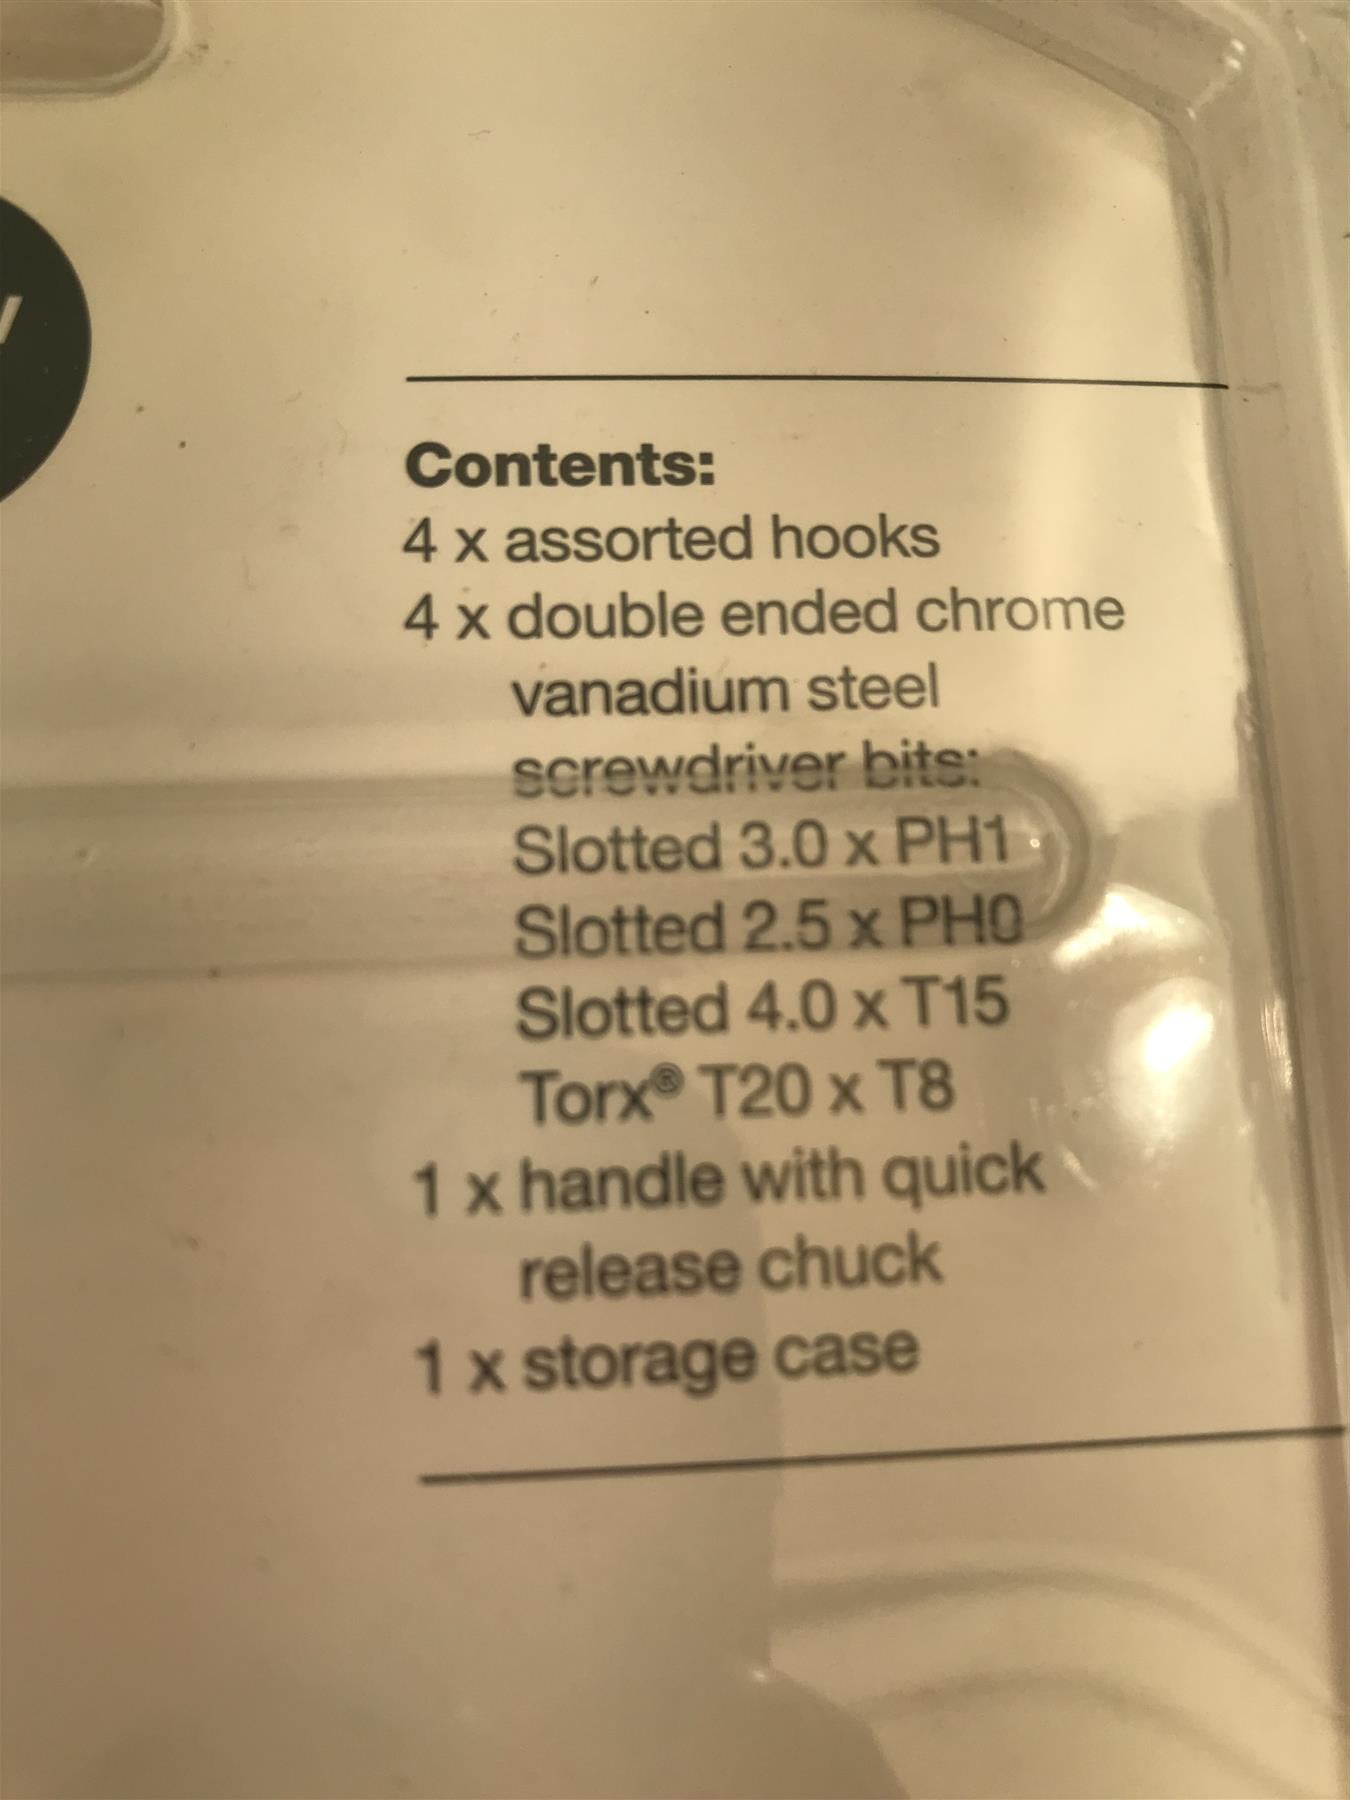 Contents:
4 x assorted hooks
4 x double ended chrome
vanadium steel
screwdriver bits:
Slotted 3.0 x PH1
Slotted 2.5 x PH0
Slotted 4.0 x T15
Torx® T20 x T8
1 x handle with quick
release chuck
1 x storage case